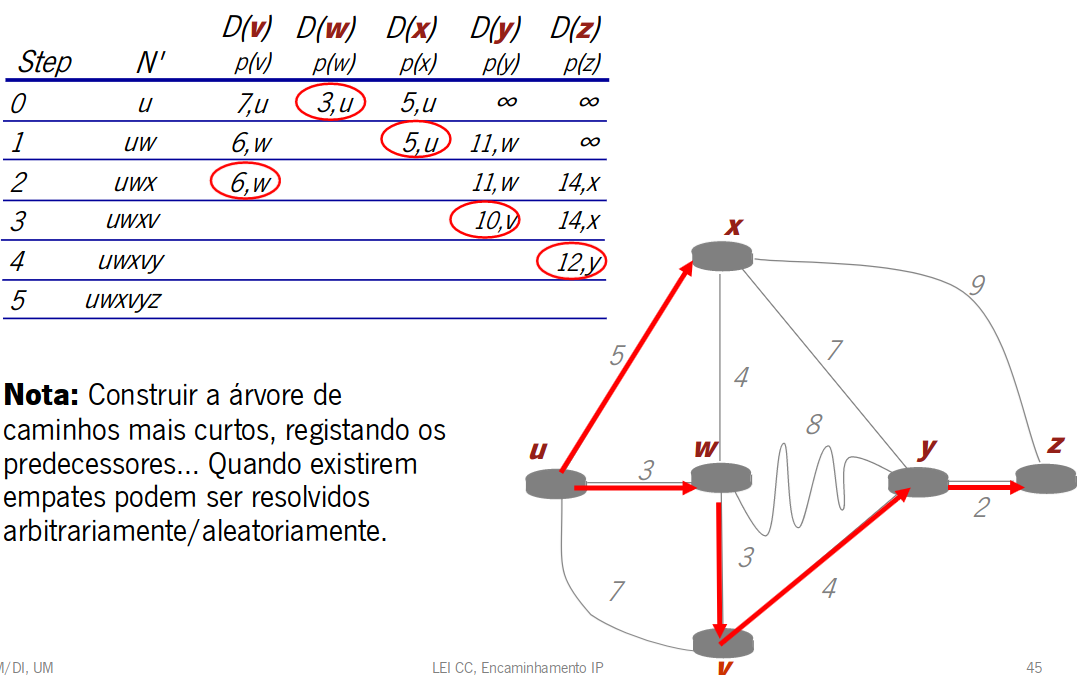 D(v) D(w) D(x) D(y) D(z)
Step N' p(v) p(w) p(x) p(y) p(z)
0 u 7,u 3,u 5,u ∞ ∞
1 uw 6,w 5,u 11,w ∞
2 uwx 6,w 11,w 14,x
3 uwxv 10,v 14,x
4 uwxvy 12,y
5 uwxvyz
Nota: Construir a árvore de
caminhos mais curtos, registando os
predecessores... Quando existirem
empates podem ser resolvidos
arbitrariamente/aleatoriamente.
x
9
5
7
4
8
u
w
y
z
3
2
3
7
4
v
M/DI, UM
LEI CC, Encaminhamento IP
45